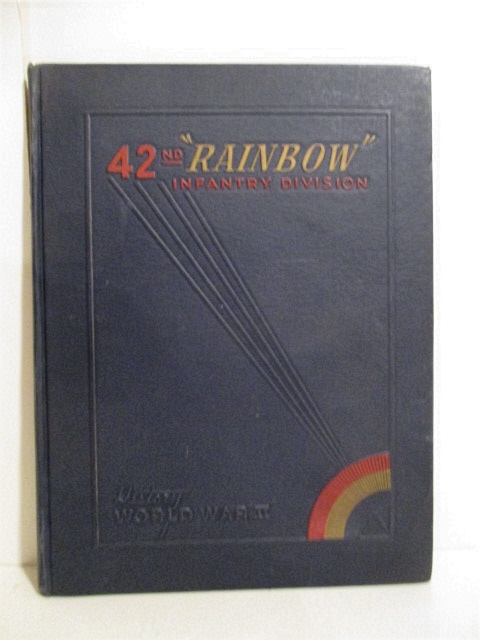 42ND "RAINBOW"
INFANTRY DIVISION
WORLD WAR II